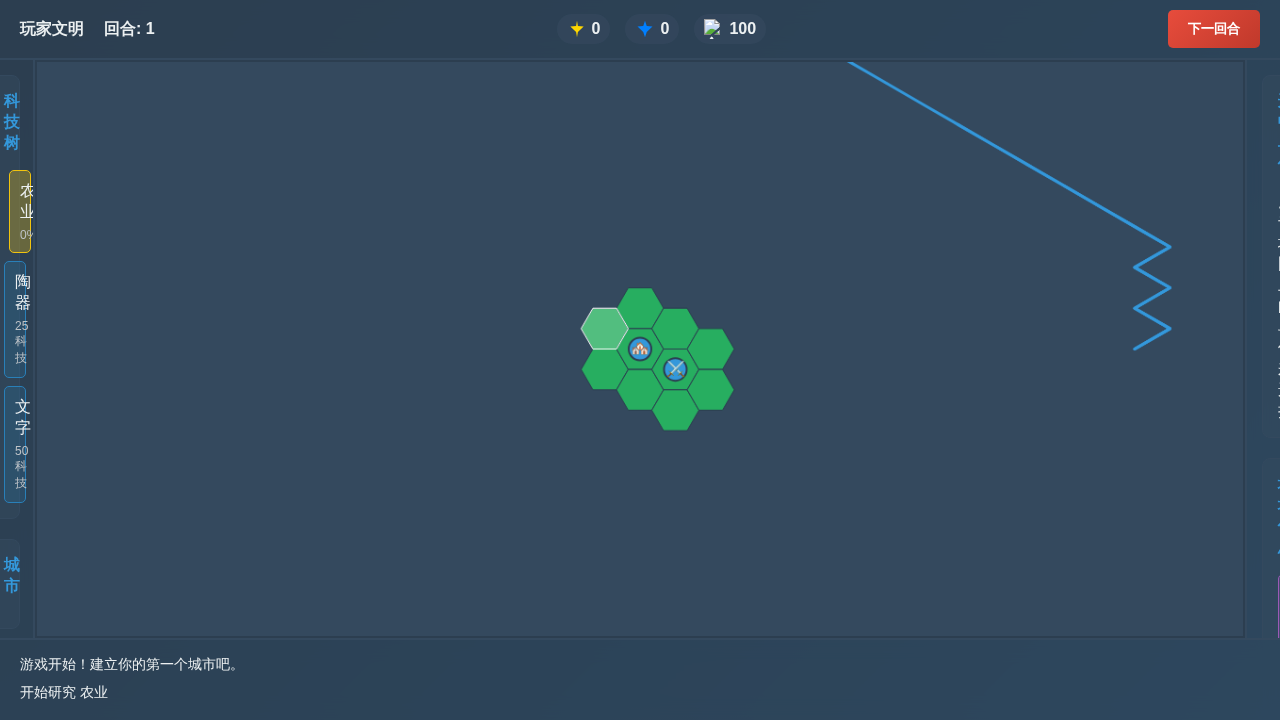 玩家文明 回合: 1
0 0 100
下一回合
科
技
树
农
业
0%
陶
器
25
科
技
文
字
50
科
技
城
市
游戏开始！建立你的第一个城市吧。
开始研究 农业